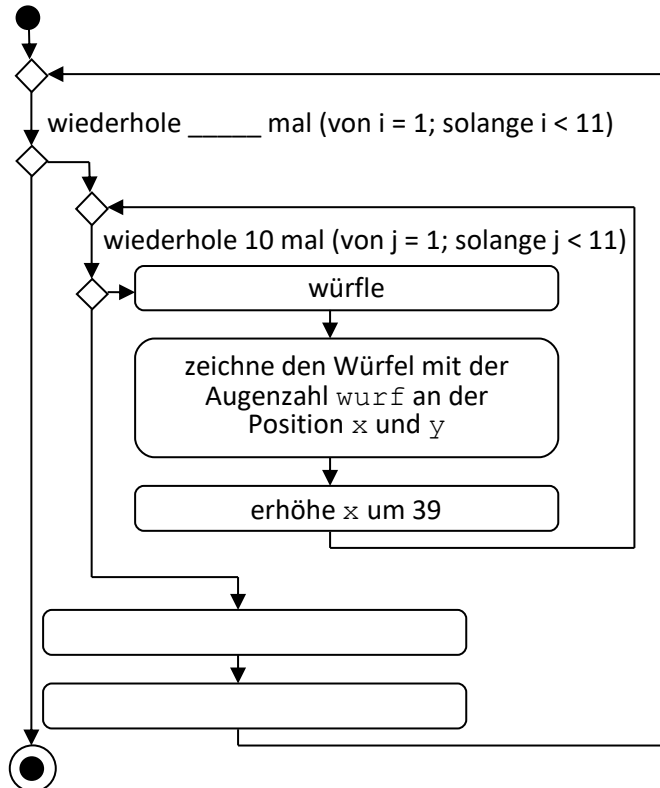 wiederhole _____ mal (von i = 1; solange i < 11)
wiederhole 10 mal (von j = 1; solange j < 11)
würfle
zeichne den Würfel mit der
Augenzahl wurf an der
Position x und y
erhöhe x um 39